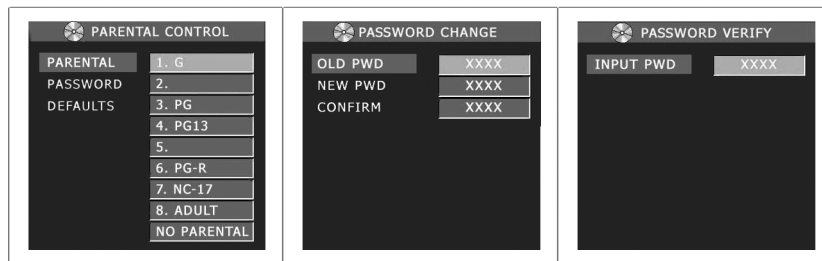 PARENTAL CONTROL
PARENTAL
PASSWORD
DEFAULTS
1. G
2.
3. PG
4. PG13
5.
6. PG-R
7. NC-17
8. ADULT
NO PARENTAL
PASSWORD CHANGE
OLD PWD XXXX
NEW PWD XXXX
CONFIRM XXXX
PASSWORD VERIFY
INPUT PWD XXXX